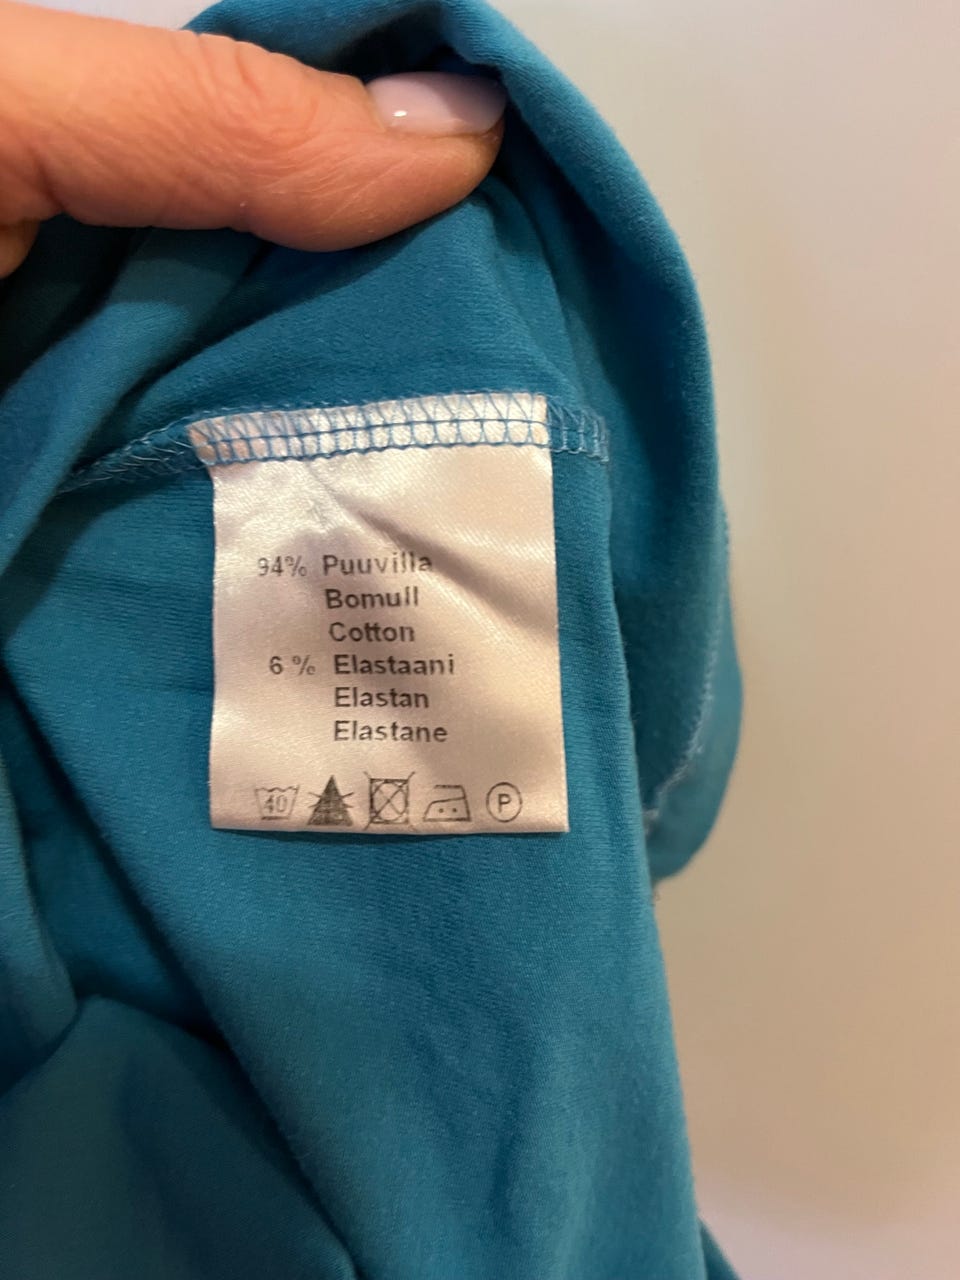 94% Puuvilla
Bomull
Cotton
6 % Elastaani
Elastan
Elastane
40 P